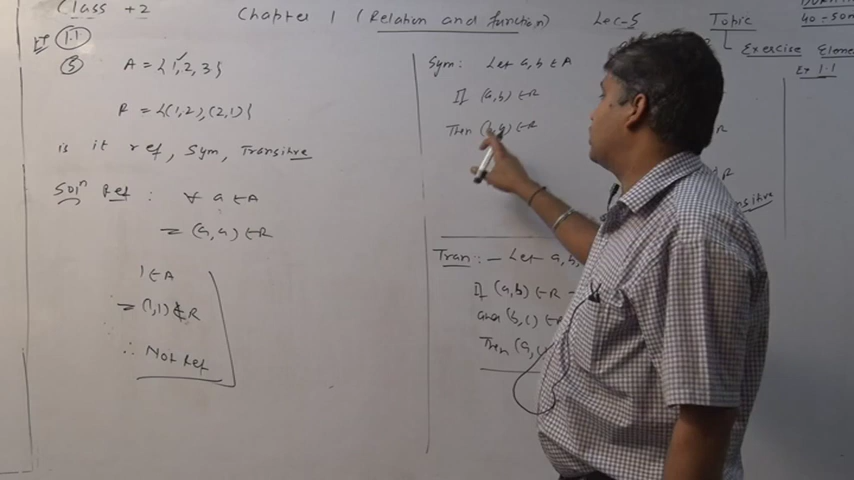 Class +2
Chapter 1 (Relation and function) Lec-5
Topic
Exercise
Ex 1.1
1.1
5
A = {1,2,3}
R = {(1,2),(2,1)}
is it ref, Sym, Transitive
Soln Ref : ∀ a ∈ A
= (a,a) ∈ R
1 ∈ A
= (1,1) ∉ R
∴ Not Ref
Sym: Let a,b ∈ A
If (a,b) ∈ R
Then (b,a) ∈ R
Tran:- Let a,b,
If (a,b) ∈ R
and (b,c) ∈ R
Then (a,